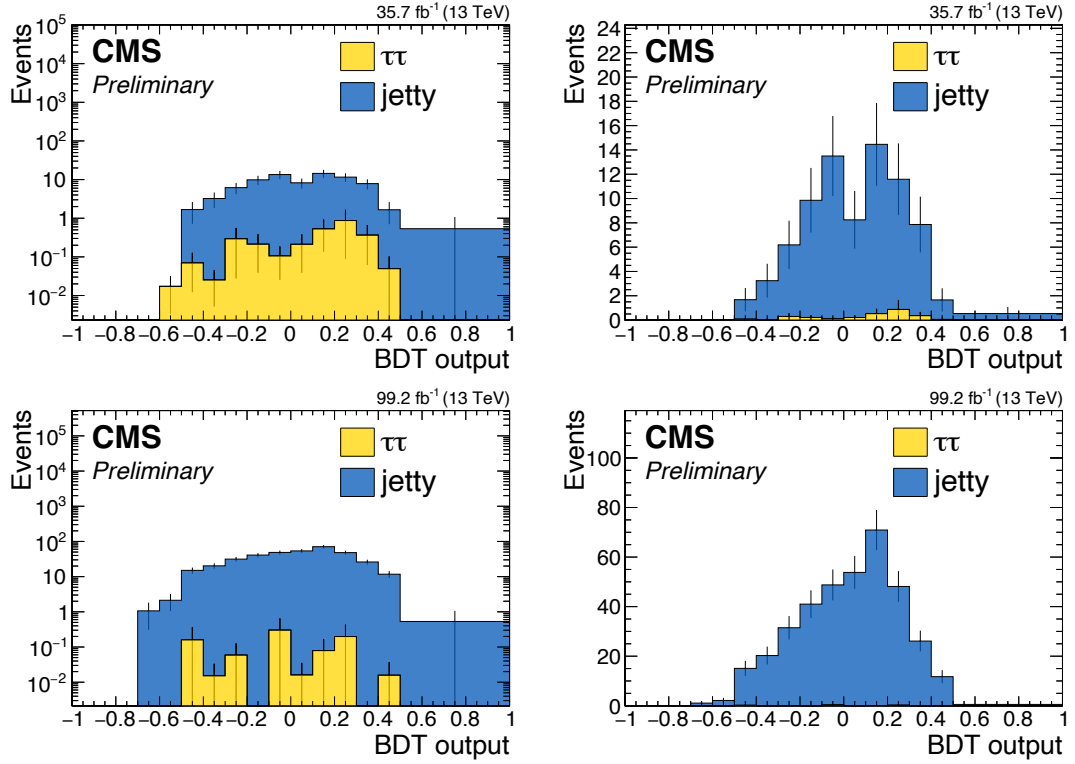 35.7 fb⁻¹ (13 TeV)
Events
10⁵
10⁴
10³
10²
10
1
10⁻¹
10⁻²
CMS
Preliminary
ττ
jetty
−1 −0.8 −0.6 −0.4 −0.2 0 0.2 0.4 0.6 0.8 1
BDT output
35.7 fb⁻¹ (13 TeV)
Events
24
22
20
18
16
14
12
10
8
6
4
2
0
CMS
Preliminary
ττ
jetty
−1 −0.8 −0.6 −0.4 −0.2 0 0.2 0.4 0.6 0.8 1
BDT output
99.2 fb⁻¹ (13 TeV)
Events
10⁵
10⁴
10³
10²
10
1
10⁻¹
10⁻²
CMS
Preliminary
ττ
jetty
−1 −0.8 −0.6 −0.4 −0.2 0 0.2 0.4 0.6 0.8 1
BDT output
99.2 fb⁻¹ (13 TeV)
Events
100
80
60
40
20
0
CMS
Preliminary
ττ
jetty
−1 −0.8 −0.6 −0.4 −0.2 0 0.2 0.4 0.6 0.8 1
BDT output